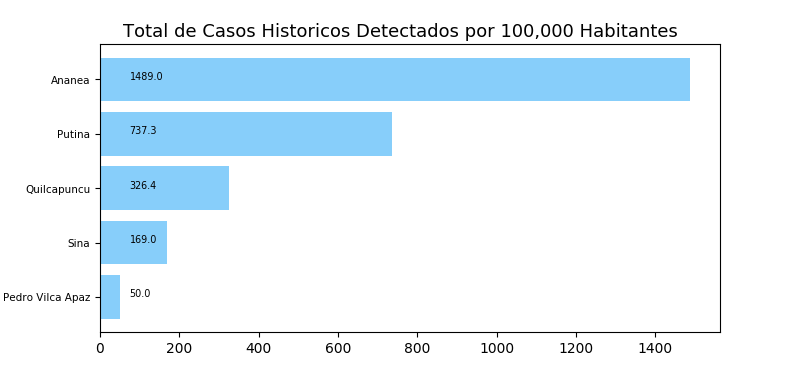 Total de Casos Historicos Detectados por 100,000 Habitantes
Ananea 1489.0
Putina 737.3
Quilcapuncu 326.4
Sina 169.0
Pedro Vilca Apaz 50.0
0 200 400 600 800 1000 1200 1400